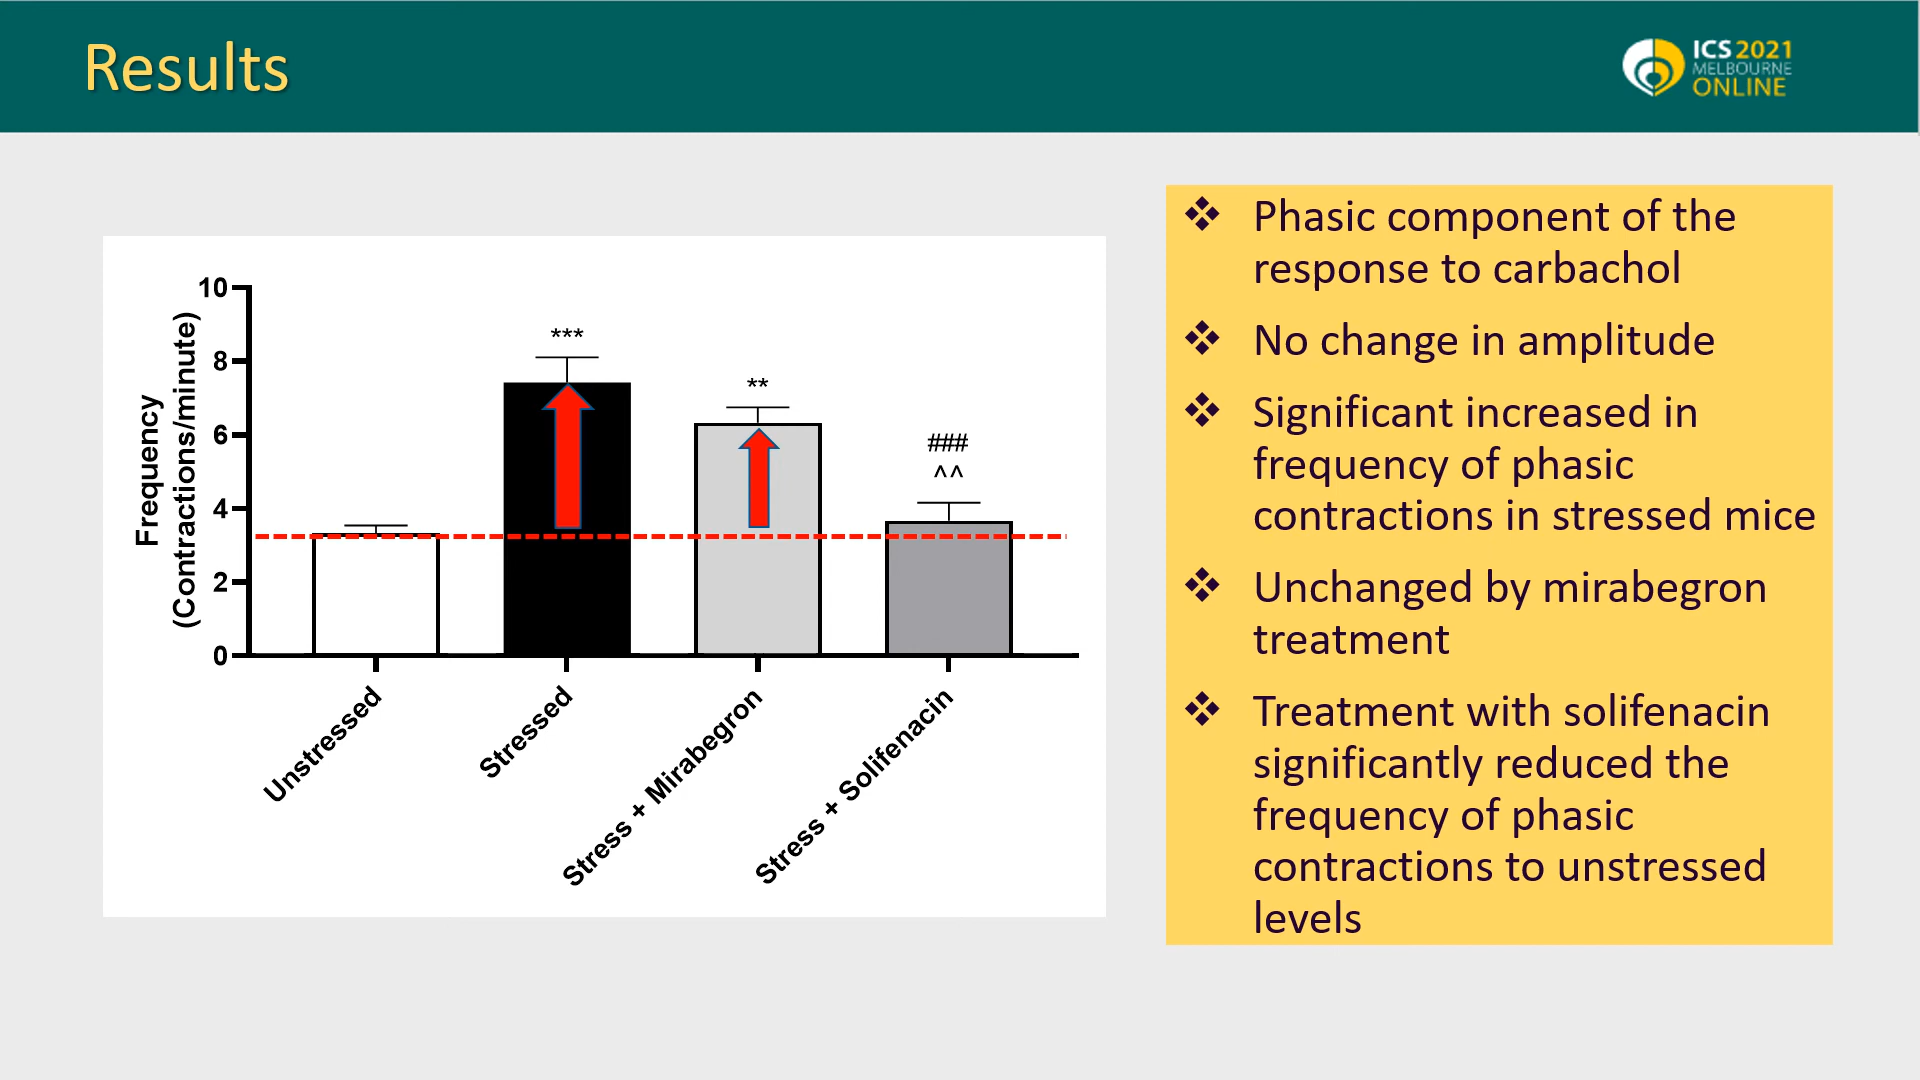 Results
ICS 2021
MELBOURNE
ONLINE
Frequency
(Contractions/minute)
10
8
6
4
2
0
***
**
###
^^
Unstressed
Stressed
Stress + Mirabegron
Stress + Solifenacin
❖ Phasic component of the
response to carbachol
❖ No change in amplitude
❖ Significant increased in
frequency of phasic
contractions in stressed mice
❖ Unchanged by mirabegron
treatment
❖ Treatment with solifenacin
significantly reduced the
frequency of phasic
contractions to unstressed
levels